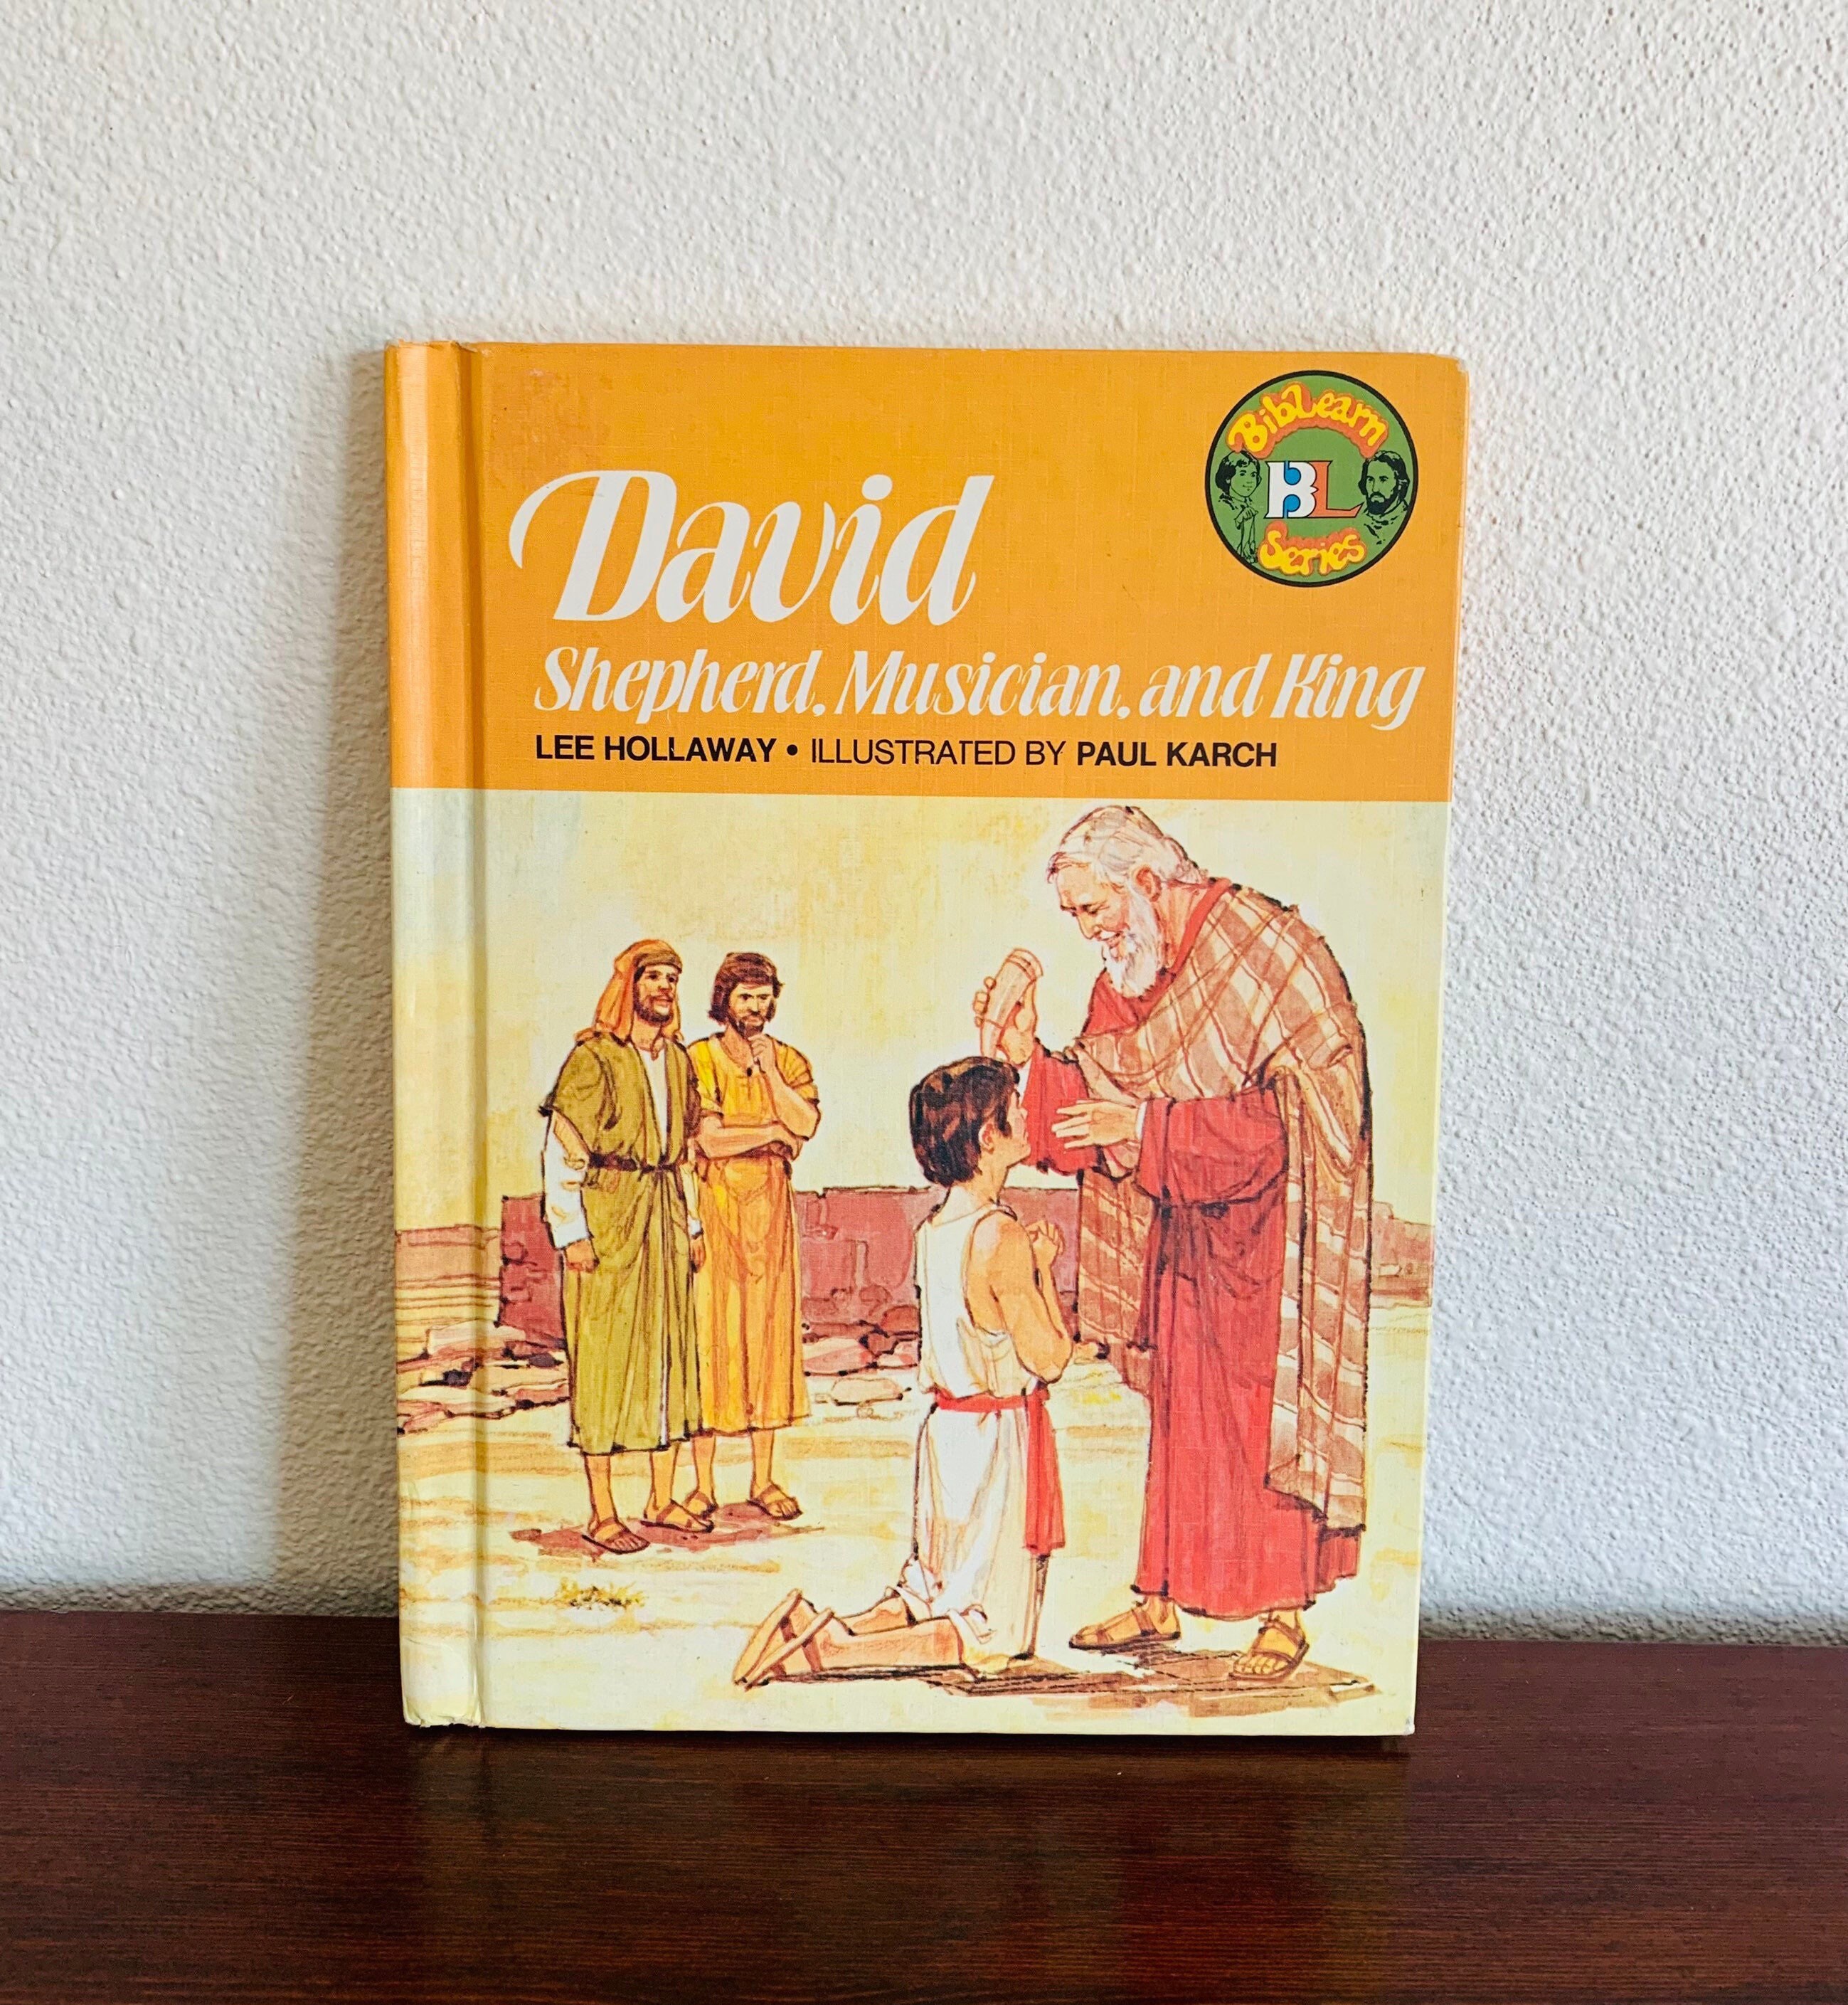 BibLearn
BL
Series
David
Shepherd, Musician, and King
LEE HOLLAWAY • ILLUSTRATED BY PAUL KARCH